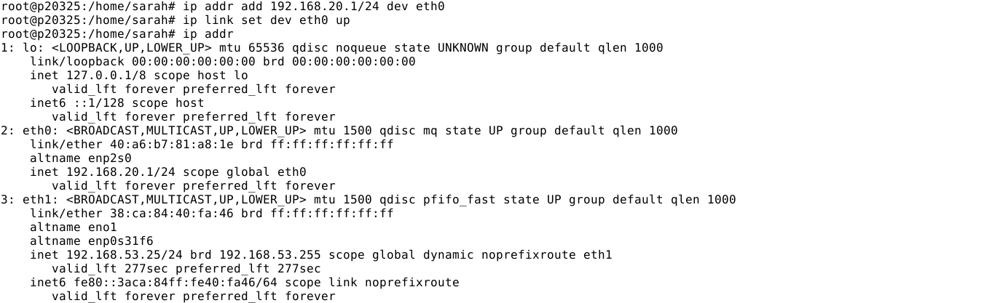 root@p20325:/home/sarah# ip addr add 192.168.20.1/24 dev eth0
root@p20325:/home/sarah# ip link set dev eth0 up
root@p20325:/home/sarah# ip addr
1: lo: <LOOPBACK,UP,LOWER_UP> mtu 65536 qdisc noqueue state UNKNOWN group default qlen 1000
    link/loopback 00:00:00:00:00:00 brd 00:00:00:00:00:00
    inet 127.0.0.1/8 scope host lo
       valid_lft forever preferred_lft forever
    inet6 ::1/128 scope host
       valid_lft forever preferred_lft forever
2: eth0: <BROADCAST,MULTICAST,UP,LOWER_UP> mtu 1500 qdisc mq state UP group default qlen 1000
    link/ether 40:a6:b7:81:a8:1e brd ff:ff:ff:ff:ff:ff
    altname enp2s0
    inet 192.168.20.1/24 scope global eth0
       valid_lft forever preferred_lft forever
3: eth1: <BROADCAST,MULTICAST,UP,LOWER_UP> mtu 1500 qdisc pfifo_fast state UP group default qlen 1000
    link/ether 38:ca:84:40:fa:46 brd ff:ff:ff:ff:ff:ff
    altname eno1
    altname enp0s31f6
    inet 192.168.53.25/24 brd 192.168.53.255 scope global dynamic noprefixroute eth1
       valid_lft 277sec preferred_lft 277sec
    inet6 fe80::3aca:84ff:fe40:fa46/64 scope link noprefixroute
       valid_lft forever preferred_lft forever